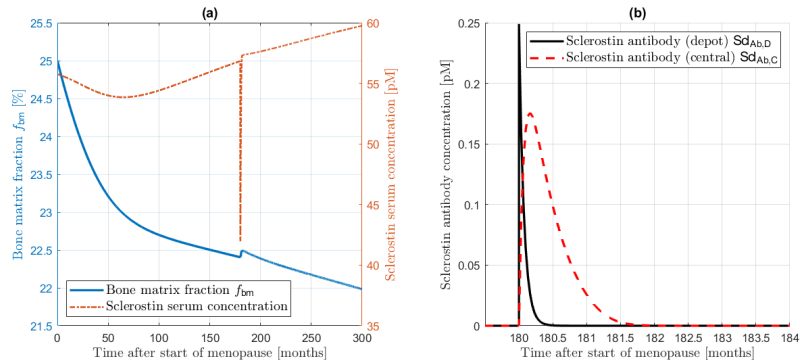 (a)
25.5
25
24.5
24
23.5
23
22.5
22
21.5
Bone matrix fraction f_bm [%]
60
55
50
45
40
35
Sclerostin serum concentration [pM]
Bone matrix fraction f_bm
Sclerostin serum concentration
0 50 100 150 200 250 300
Time after start of menopause [months]
(b)
0.25
0.2
0.15
0.1
0.05
0
Sclerostin antibody concentration [pM]
Sclerostin antibody (depot) Sd_Ab,D
Sclerostin antibody (central) Sd_Ab,C
180 180.5 181 181.5 182 182.5 183 183.5 184
Time after start of menopause [months]